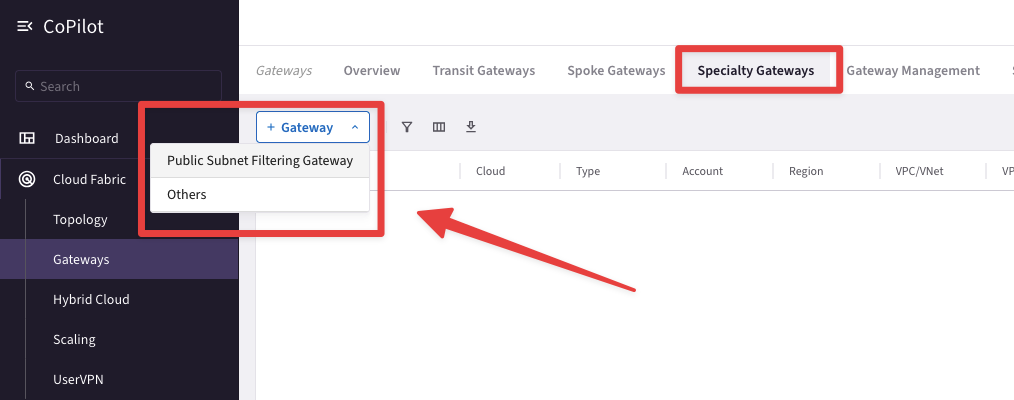 CoPilot
Search
Dashboard
Cloud Fabric
Topology
Gateways
Hybrid Cloud
Scaling
UserVPN
Gateways Overview Transit Gateways Spoke Gateways Specialty Gateways Gateway Management
+ Gateway
Public Subnet Filtering Gateway
Others
Cloud Type Account Region VPC/VNet